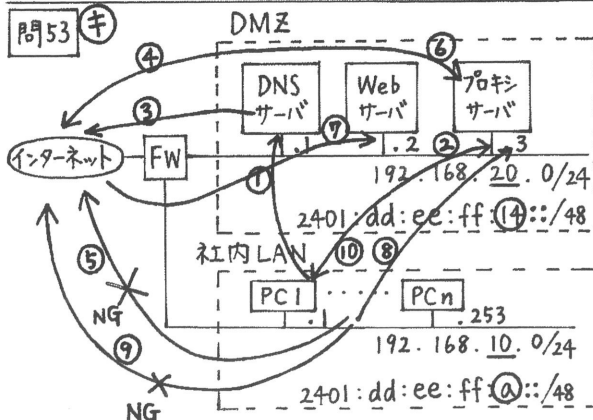 問53 キ
DMZ
④
⑥
DNS
サーバ
Web
サーバ
プロキシ
サーバ
③
⑦
インターネット
FW
①
.1
.2
②
.3
192.168.20.0/24
2401:dd:ee:ff:14::/48
社内LAN
⑩
⑧
⑤
NG
PC1
‥‥‥
PCn
.1
.253
⑨
192.168.10.0/24
NG
2401:dd:ee:ff:a::/48